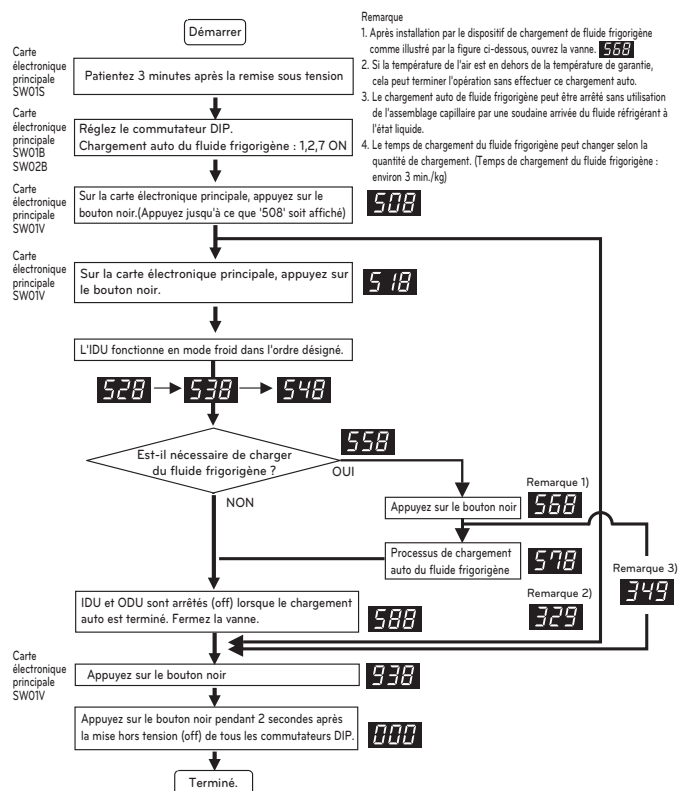 Démarrer
Carte
électronique
principale
SW01S
Patientez 3 minutes après la remise sous tension
Carte
électronique
principale
SW01B
SW02B
Réglez le commutateur DIP.
Chargement auto du fluide frigorigène : 1,2,7 ON
Carte
électronique
principale
SW01V
Sur la carte électronique principale, appuyez sur le
bouton noir.(Appuyez jusqu'à ce que '508' soit affiché)
508
Carte
électronique
principale
SW01V
Sur la carte électronique principale, appuyez sur
le bouton noir.
518
L'IDU fonctionne en mode froid dans l'ordre désigné.
528
538
548
Est-il nécessaire de charger
du fluide frigorigène ?
558
OUI
NON
Remarque 1)
Appuyez sur le bouton noir
568
Processus de chargement
auto du fluide frigorigène
578
Remarque 3)
349
Remarque 2)
329
IDU et ODU sont arrêtés (off) lorsque le chargement
auto est terminé. Fermez la vanne.
588
Carte
électronique
principale
SW01V
Appuyez sur le bouton noir
938
Appuyez sur le bouton noir pendant 2 secondes après
la mise hors tension (off) de tous les commutateurs DIP.
000
Terminé.
Remarque
1. Après installation par le dispositif de chargement de fluide frigorigène
comme illustré par la figure ci-dessous, ouvrez la vanne. 568
2. Si la température de l'air est en dehors de la température de garantie,
cela peut terminer l'opération sans effectuer ce chargement auto.
3. Le chargement auto de fluide frigorigène peut être arrêté sans utilisation
de l'assemblage capillaire par une soudaine arrivée du fluide réfrigérant à
l'état liquide.
4. Le temps de chargement du fluide frigorigène peut changer selon la
quantité de chargement. (Temps de chargement du fluide frigorigène :
environ 3 min./kg)